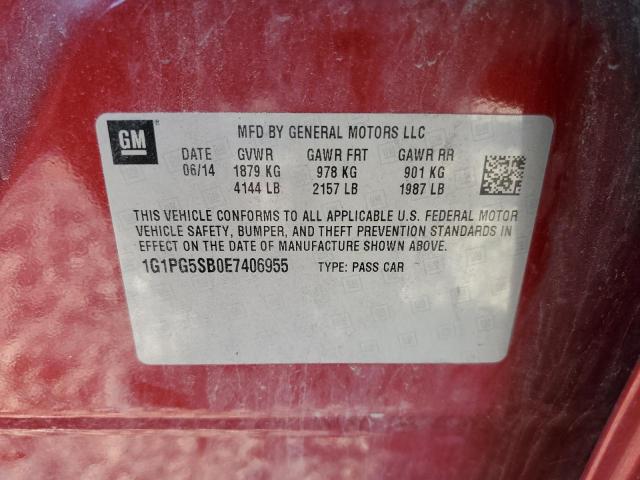 GM
MFD BY GENERAL MOTORS LLC
DATE GVWR GAWR FRT GAWR RR
06/14 1879 KG 978 KG 901 KG
4144 LB 2157 LB 1987 LB
THIS VEHICLE CONFORMS TO ALL APPLICABLE U.S. FEDERAL MOTOR
VEHICLE SAFETY, BUMPER, AND THEFT PREVENTION STANDARDS IN
EFFECT ON THE DATE OF MANUFACTURE SHOWN ABOVE.
1G1PG5SB0E7406955 TYPE: PASS CAR